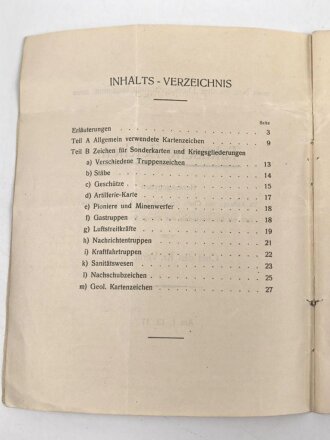 INHALTS - VERZEICHNIS
Seite
Erläuterungen 3
Teil A Allgemein verwendete Kartenzeichen 9
Teil B Zeichen für Sonderkarten und Kriegsgliederungen
a) Verschiedene Truppenzeichen 13
b) Stäbe 14
c) Geschütze 15
d) Artillerie-Karte 17
e) Pioniere und Minenwerfer 18
f) Gastruppen 18
g) Luftstreitkräfte 19
h) Nachrichtentruppen 21
i) Kraftfahrtruppen 22
k) Sanitätswesen 23
l) Nachschubzeichen 25
m) Geol. Kartenzeichen 27